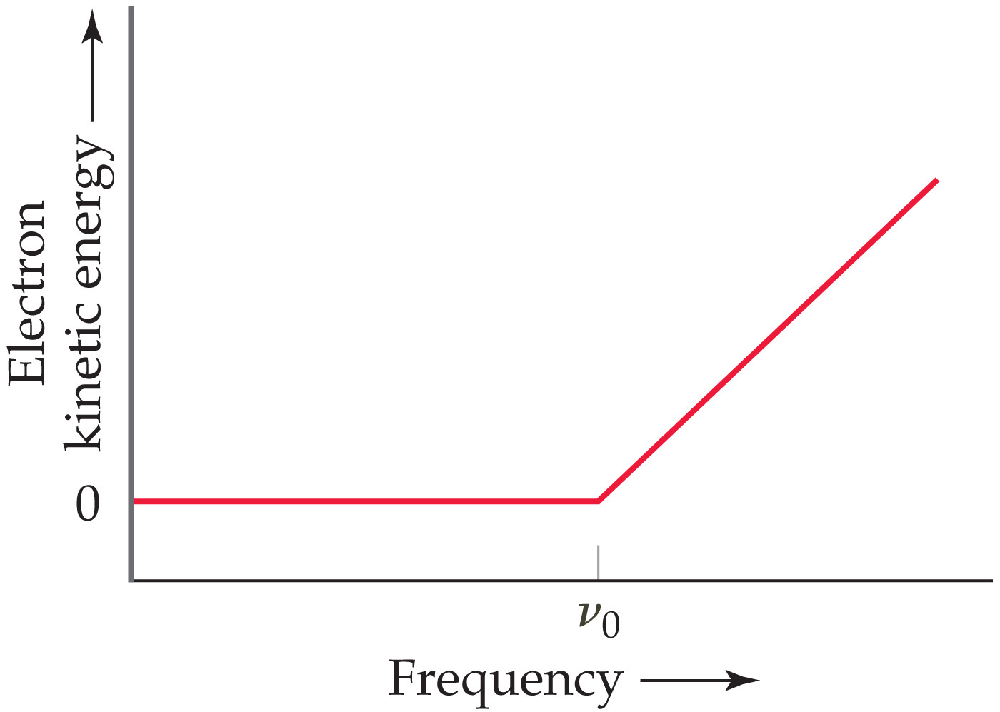 Electron
kinetic energy
0
ν₀
Frequency